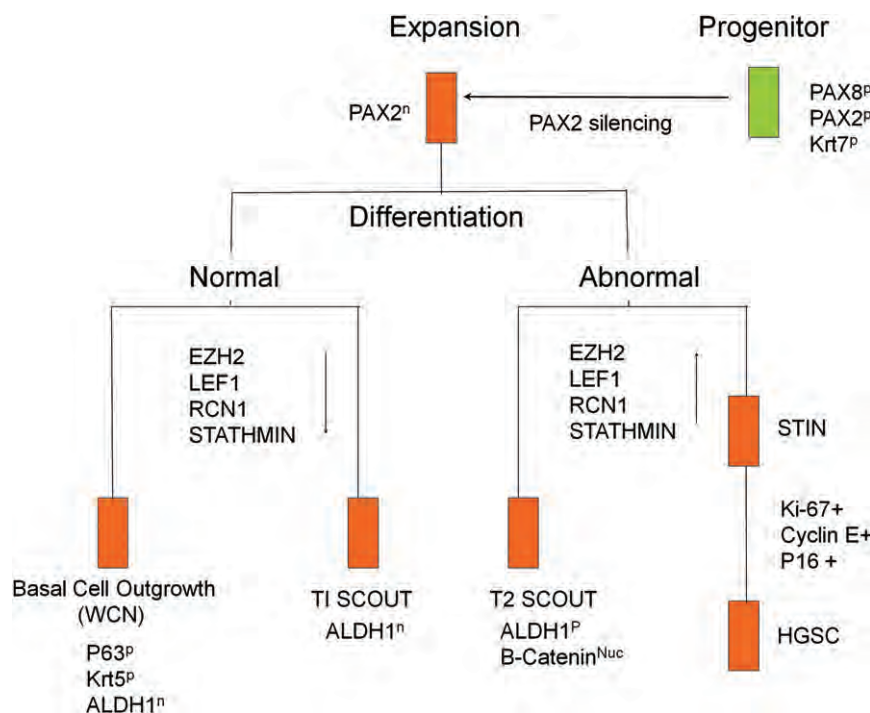 Expansion
Progenitor
PAX2ⁿ
PAX2 silencing
PAX8ᵖ
PAX2ᵖ
Krt7ᵖ
Differentiation
Normal
Abnormal
EZH2
LEF1
RCN1
STATHMIN
EZH2
LEF1
RCN1
STATHMIN
STIN
Ki-67+
Cyclin E+
P16 +
HGSC
Basal Cell Outgrowth
(WCN)
P63ᵖ
Krt5ᵖ
ALDH1ⁿ
TI SCOUT
ALDH1ⁿ
T2 SCOUT
ALDH1ᴾ
B-Cateninᴺᵘᶜ